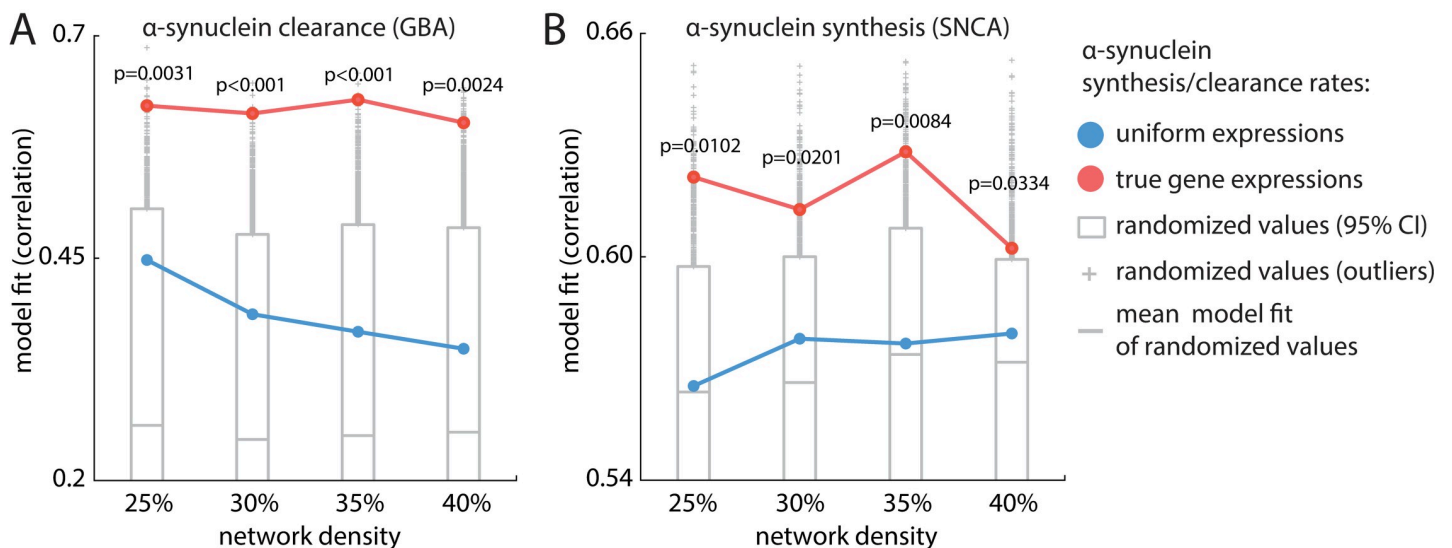 A
α-synuclein clearance (GBA)
0.7
0.45
0.2
model fit (correlation)
p=0.0031
p<0.001
p<0.001
p=0.0024
25%
30%
35%
40%
network density
B
α-synuclein synthesis (SNCA)
0.66
0.60
0.54
model fit (correlation)
p=0.0102
p=0.0201
p=0.0084
p=0.0334
25%
30%
35%
40%
network density
α-synuclein
synthesis/clearance rates:
uniform expressions
true gene expressions
randomized values (95% CI)
randomized values (outliers)
mean model fit
of randomized values